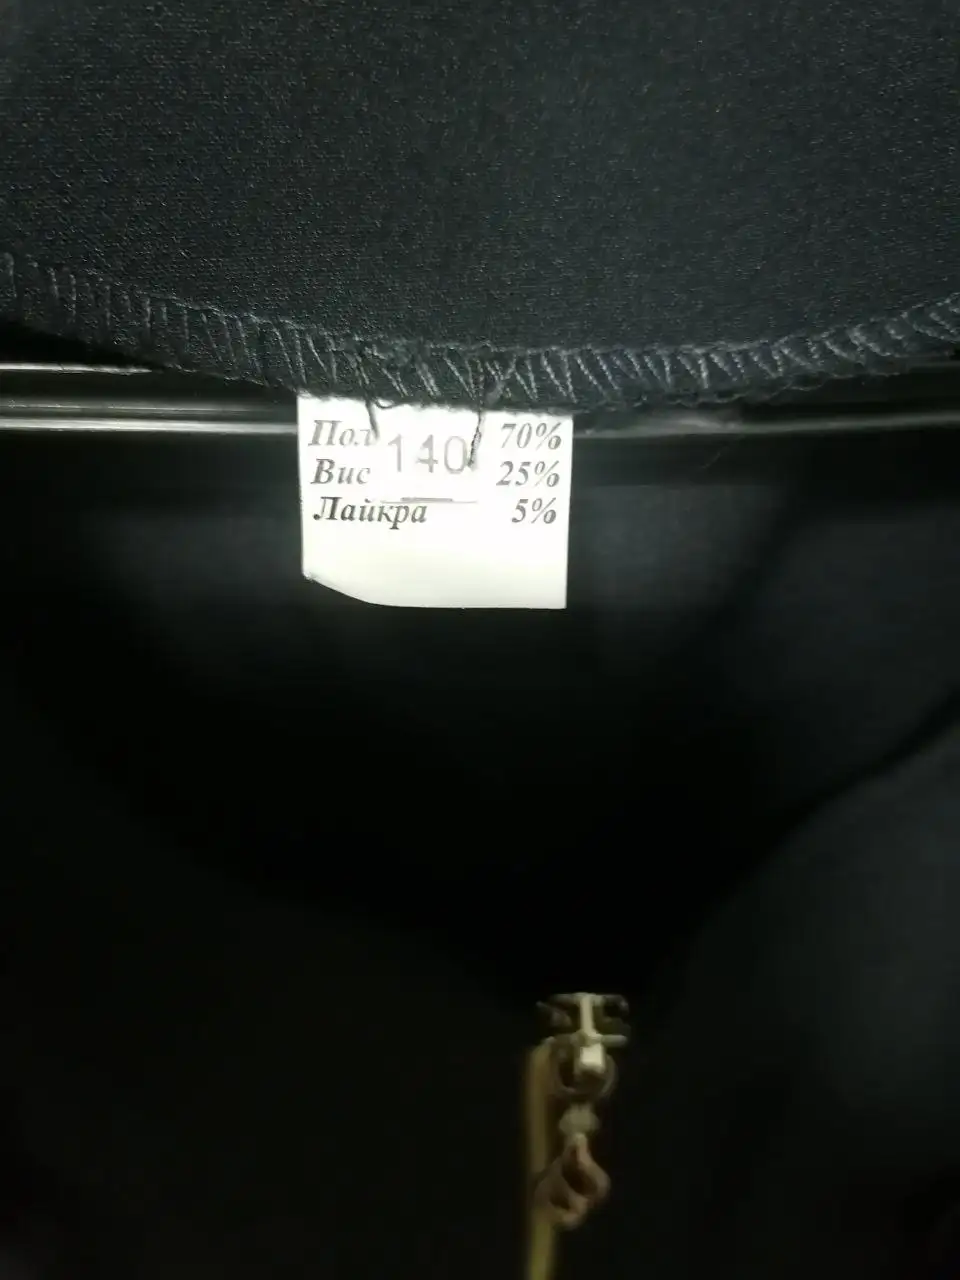 Пол 140 70%
Вис 25%
Лайкра 5%